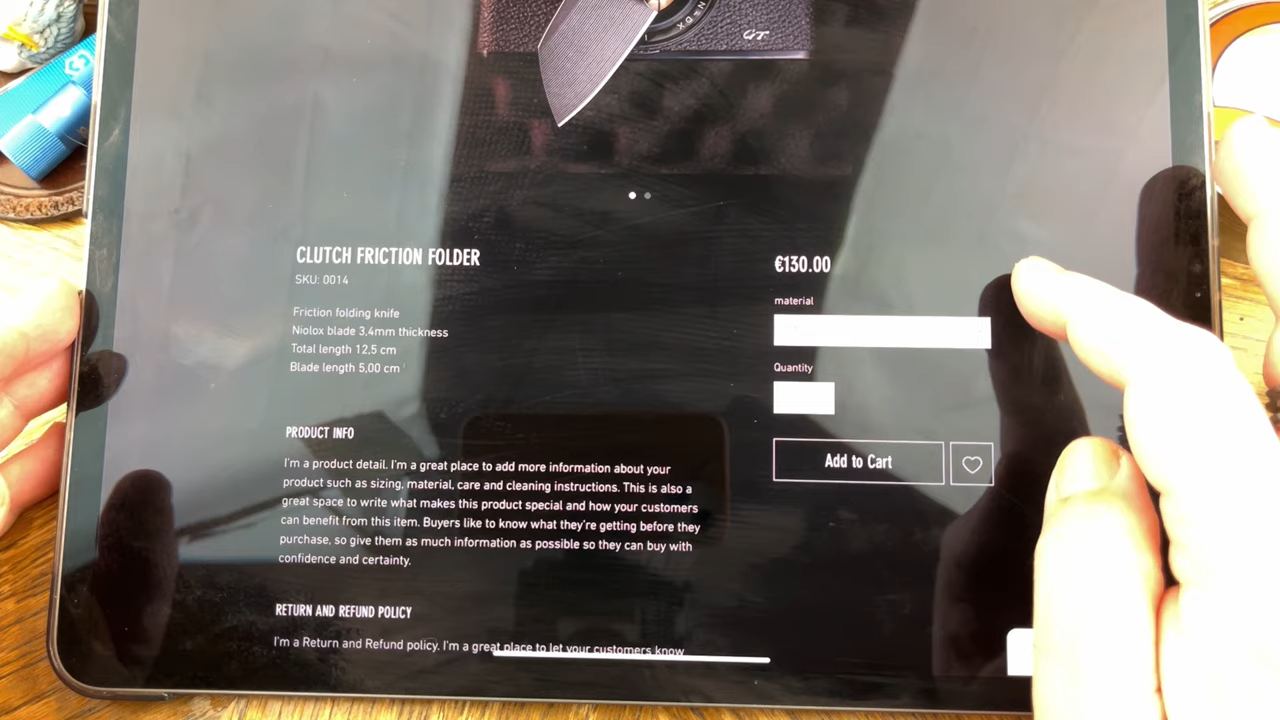 GT
CLUTCH FRICTION FOLDER
SKU: 0014
Friction folding knife
Niolox blade 3,4mm thickness
Total length 12,5 cm
Blade length 5,00 cm
€130.00
material
Quantity
Add to Cart
PRODUCT INFO
I'm a product detail. I'm a great place to add more information about your
product such as sizing, material, care and cleaning instructions. This is also a
great space to write what makes this product special and how your customers
can benefit from this item. Buyers like to know what they're getting before they
purchase, so give them as much information as possible so they can buy with
confidence and certainty.
RETURN AND REFUND POLICY
I'm a Return and Refund policy. I'm a great place to let your customers know